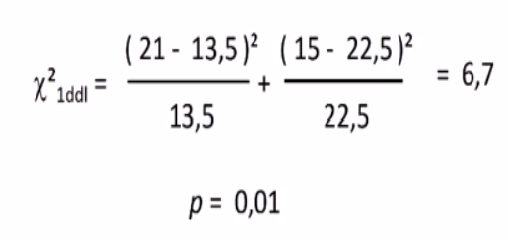 χ²1ddl = ( 21 - 13,5 )² / 13,5 + ( 15 - 22,5 )² / 22,5 = 6,7
p = 0,01